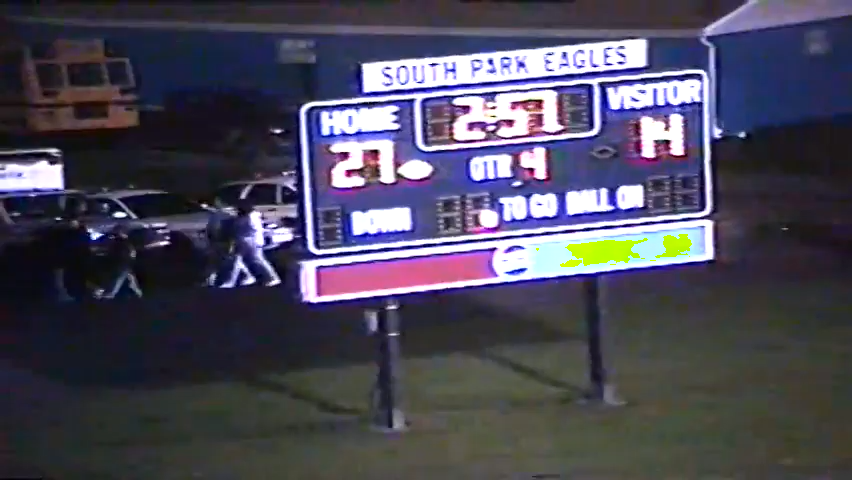 SOUTH PARK EAGLES
HOME 2:57 VISITOR
27 QTR 4 14
DOWN TO GO BALL ON